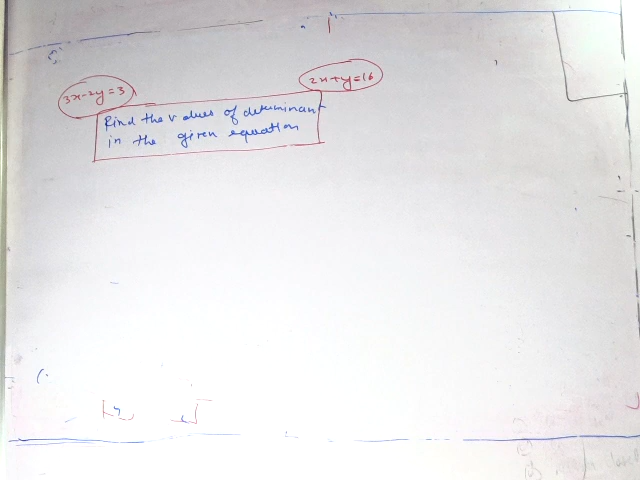 3x-2y=3
2x+y=16
Find the values of determinant
in the given equation